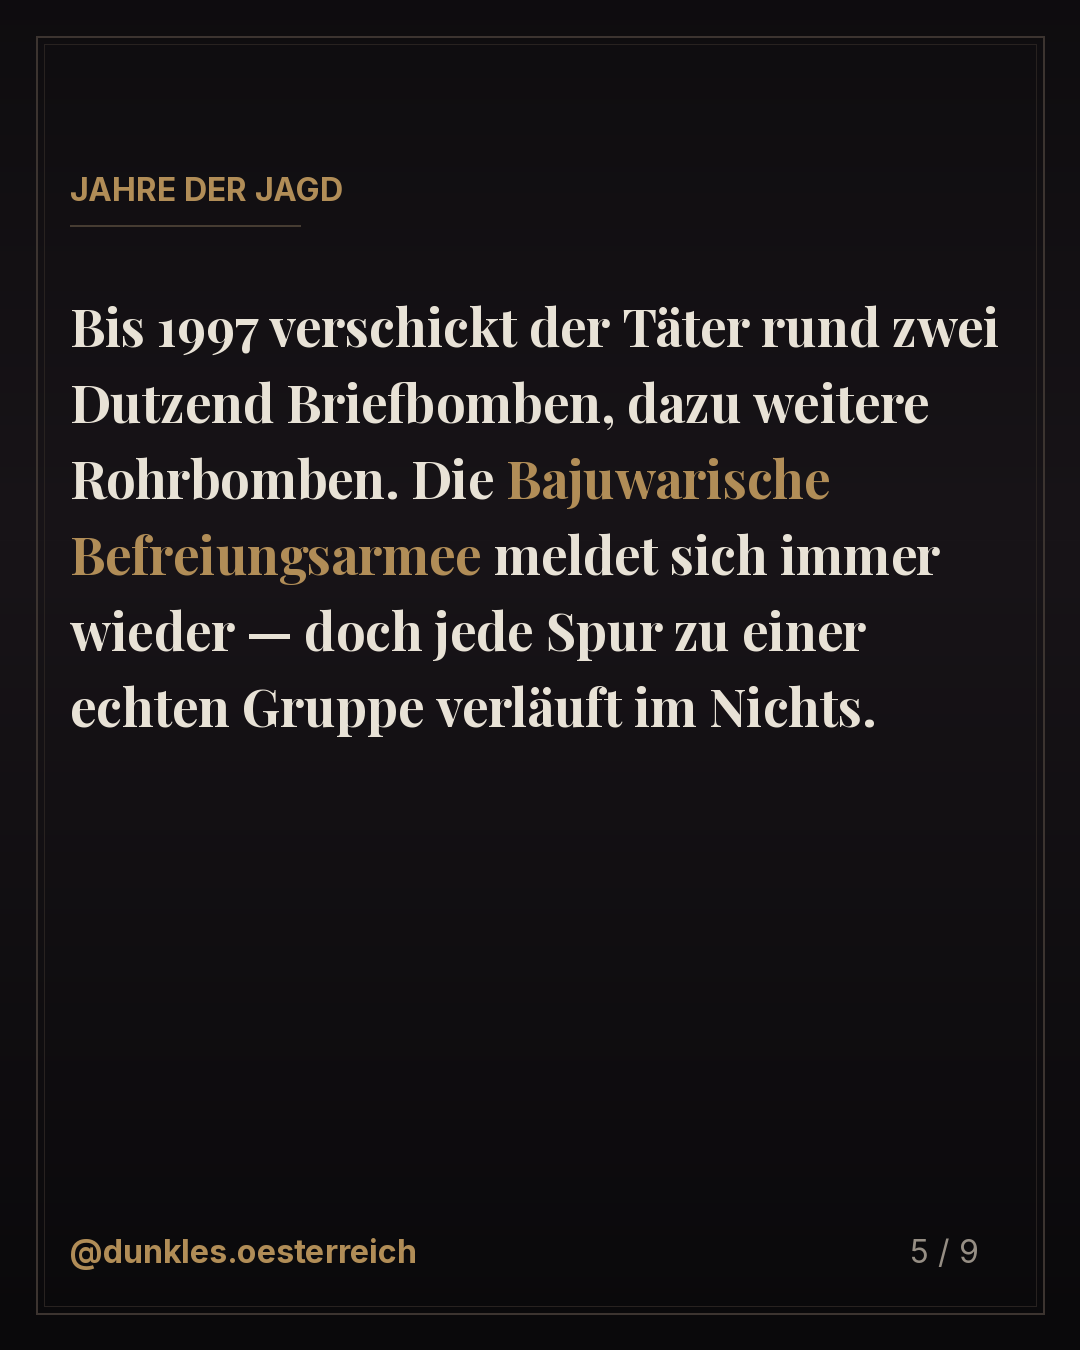 JAHRE DER JAGD
Bis 1997 verschickt der Täter rund zwei
Dutzend Briefbomben, dazu weitere
Rohrbomben. Die Bajuwarische
Befreiungsarmee meldet sich immer
wieder — doch jede Spur zu einer
echten Gruppe verläuft im Nichts.
@dunkles.oesterreich
5 / 9